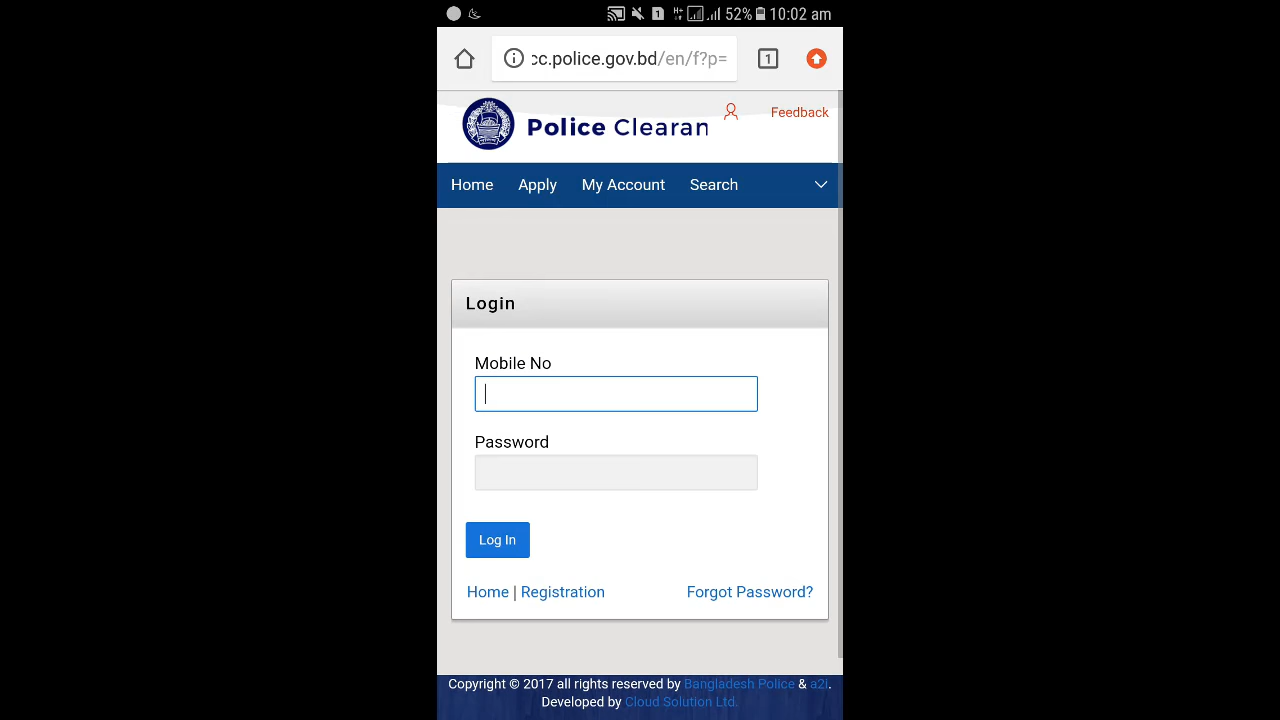 52% 10:02 am
cc.police.gov.bd/en/f?p=
1
Feedback
Police Clearan
Home Apply My Account Search
Login
Mobile No
Password
Log In
Home | Registration Forgot Password?
Copyright © 2017 all rights reserved by Bangladesh Police & a2i.
Developed by Cloud Solution Ltd.